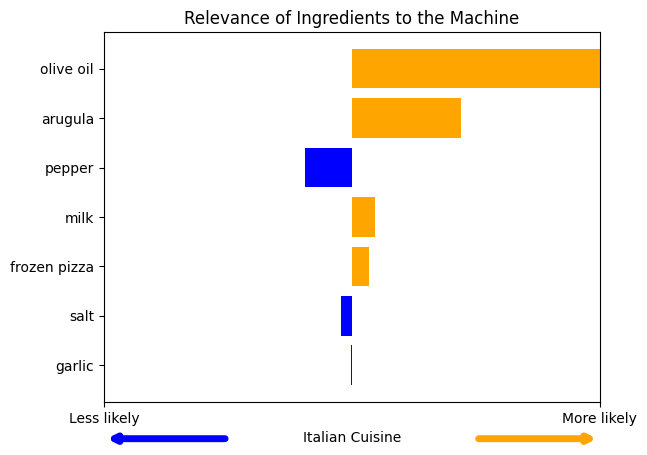 Relevance of Ingredients to the Machine
olive oil
arugula
pepper
milk
frozen pizza
salt
garlic
Less likely
More likely
Italian Cuisine